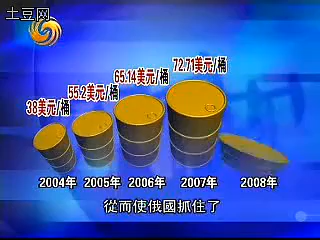 土豆网
38美元/桶
55.2美元/桶
65.14美元/桶
72.71美元/桶
2004年 2005年 2006年 2007年 2008年
從而使俄國抓住了